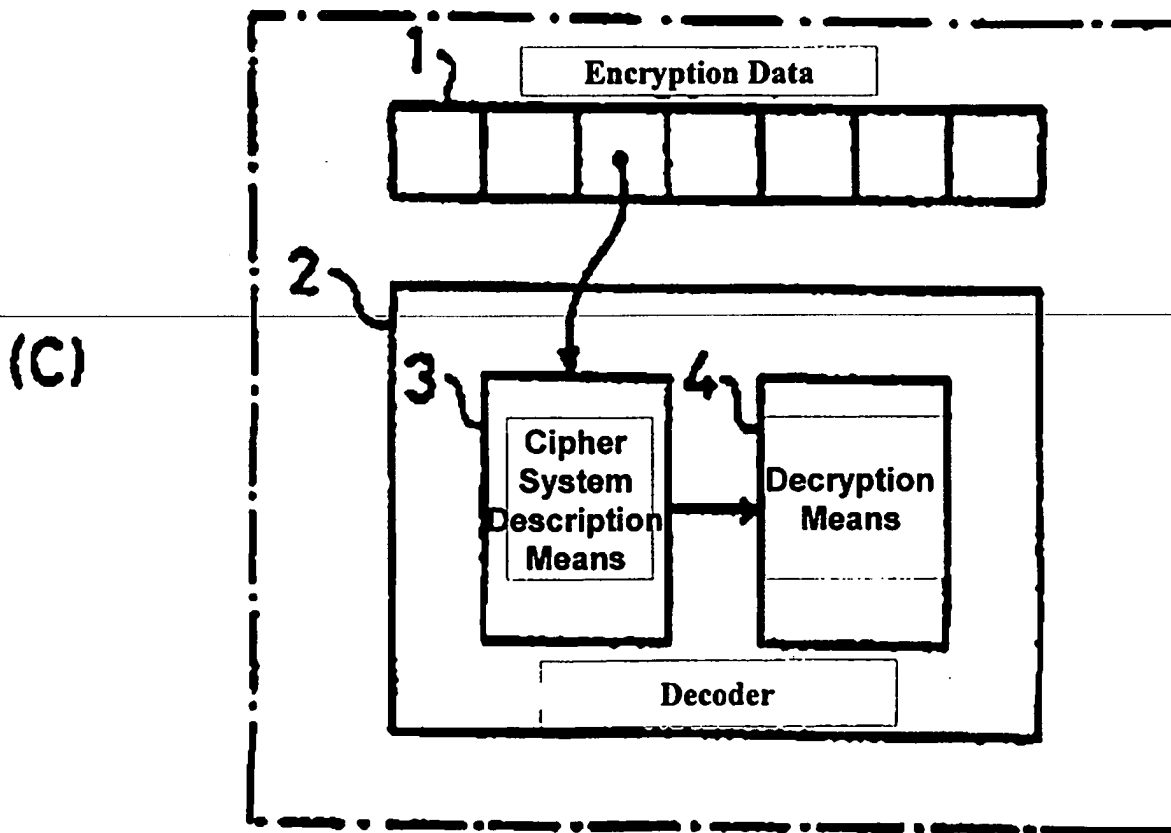 1
Encryption Data
2
(C)
3
4
Cipher
System
Description
Means
Decryption
Means
Decoder